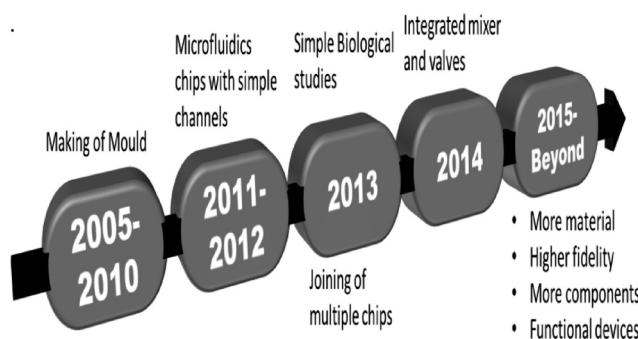 Making of Mould
2005-
2010
Microfluidics
chips with simple
channels
2011-
2012
Simple Biological
studies
2013
Joining of
multiple chips
Integrated mixer
and valves
2014
2015-
Beyond
• More material
• Higher fidelity
• More components
• Functional devices